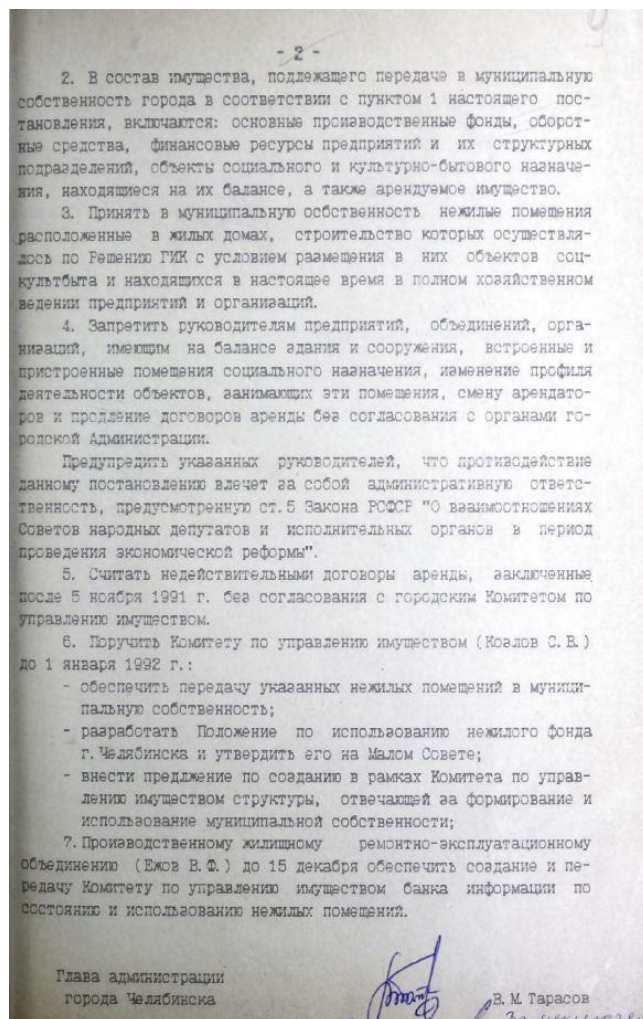 9
- 2 -
2. В состав имущества, подлежащего передаче в муниципальную
собственность города в соответствии с пунктом 1 настоящего пос-
тановления, включаются: основные производственные фонды, оборот-
ные средства, финансовые ресурсы предприятий и их структурных
подразделений, объекты социального и культурно-бытового назначе-
ния, находящиеся на их балансе, а также арендуемое имущество.
3. Принять в муниципальную осбственность нежилые помещения
расположенные в жилых домах, строительство которых осуществля-
лось по Решению ГИК с условием размещения в них объектов соц-
культбыта и находящихся в настоящее время в полном хозяйственном
ведении предприятий и организаций.
4. Запретить руководителям предприятий, объединений, орга-
низаций, имеющим на балансе здания и сооружения, встроенные и
пристроенные помещения социального назначения, изменение профиля
деятельности объектов, занимающих эти помещения, смену арендато-
ров и продление договоров аренды без согласования с органами го-
родской Администрации.
Предупредить указанных руководителей, что противодействие
данному постановлению влечет за собой административную ответс-
твенность, предусмотренную ст.5 Закона РСФСР "О взаимоотношениях
Советов народных депутатов и исполнительных органов в период
проведения экономической реформы".
5. Считать недействительными договоры аренды, заключенные
после 5 ноября 1991 г. без согласования с городским Комитетом по
управлению имуществом.
6. Поручить Комитету по управлению имуществом (Козлов С.В.)
до 1 января 1992 г.:
- обеспечить передачу указанных нежилых помещений в муници-
пальную собственность;
- разработать Положение по использованию нежилого фонда
г. Челябинска и утвердить его на Малом Совете;
- внести предлжение по созданию в рамках Комитета по управ-
лению имуществом структуры, отвечающей за формирование и
использование муниципальной собственности;
7. Производственному жилищному ремонтно-эксплуатационному
объединению (Ежов В.Ф.) до 15 декабря обеспечить создание и пе-
редачу Комитету по управлению имуществом банка информации по
состоянию и использованию нежилых помещений.
Глава администрации
города Челябинска
В.М.Тарасов